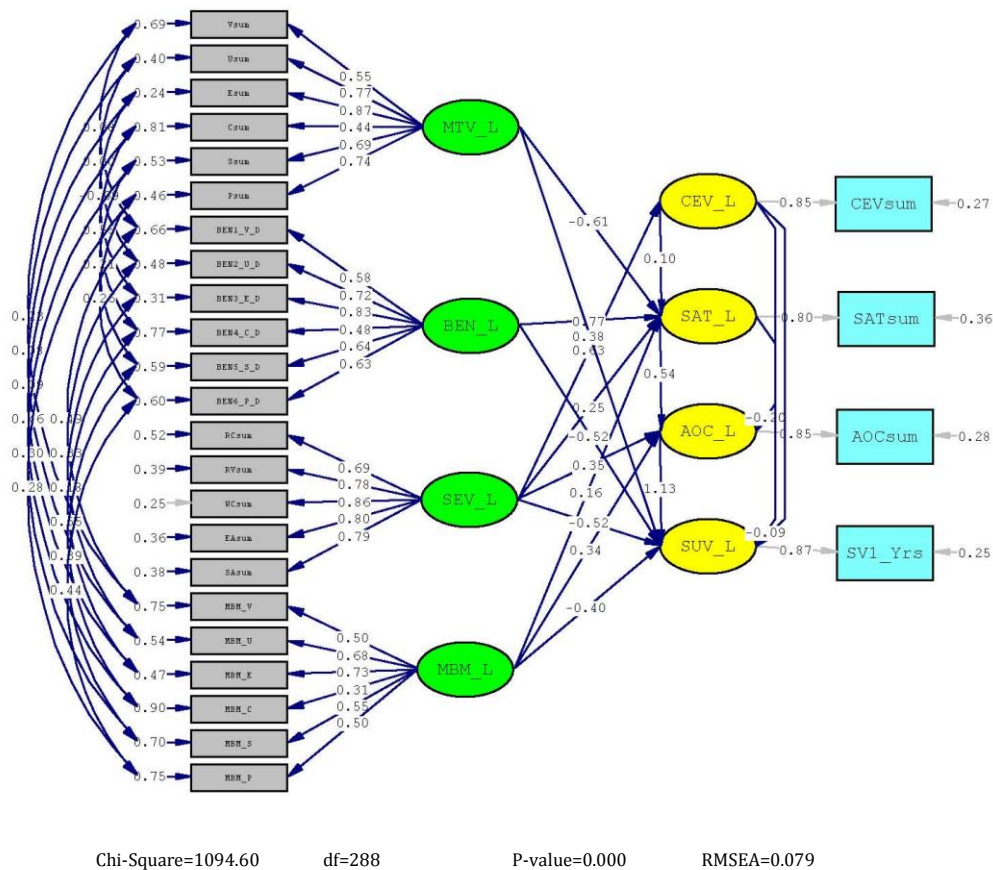 0.69 Vsum
0.40 Usum
0.24 Esum
0.81 Csum
0.53 Ssum
0.46 Psum
0.66 BEN1_V_D
0.48 BEN2_U_D
0.31 BEN3_E_D
0.77 BEN4_C_D
0.59 BEN5_S_D
0.60 BEN6_P_D
0.52 RCsum
0.39 RVsum
0.25 WCsum
0.36 EAsum
0.38 SAsum
0.75 MBM_V
0.54 MBM_U
0.47 MBM_E
0.90 MBM_C
0.70 MBM_S
0.75 MBM_P
0.30
0.28
0.44
0.55
0.77
0.87
0.44
0.69
0.74
0.58
0.72
0.83
0.48
0.64
0.63
0.69
0.78
0.86
0.80
0.79
0.50
0.68
0.73
0.31
0.55
0.50
MTV_L
BEN_L
SEV_L
MBM_L
-0.61
0.77
0.38
0.63
0.25
-0.52
0.35
0.16
-0.52
0.34
-0.40
CEV_L
0.10
SAT_L
0.54
AOC_L
1.13
SUV_L
-0.20
-0.09
0.85 CEVsum 0.27
0.80 SATsum 0.36
0.85 AOCsum 0.28
0.87 SV1_Yrs 0.25
Chi-Square=1094.60 df=288 P-value=0.000 RMSEA=0.079